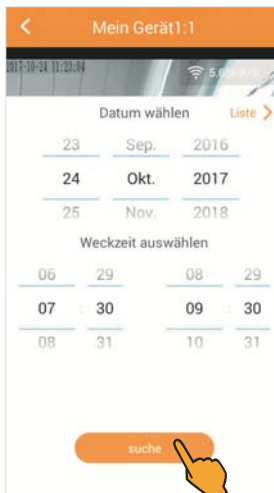 Mein Gerät1:1
2017-10-24 11:23:04
Datum wählen Liste
23 Sep. 2016
24 Okt. 2017
25 Nov. 2018
Weckzeit auswählen
06 29 08 29
07 : 30 09 : 30
08 31 10 31
suche